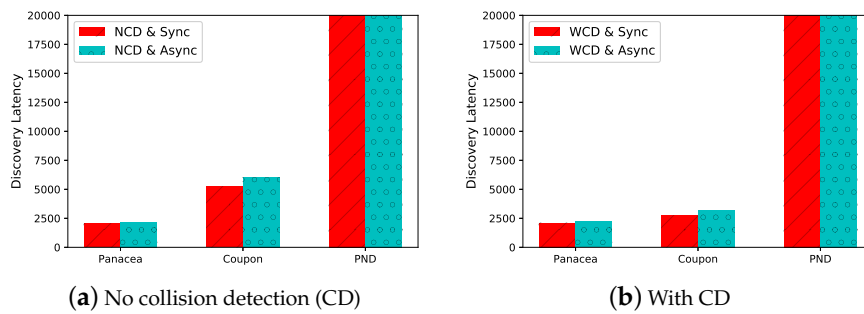 20000
17500
15000
12500
10000
7500
5000
2500
0
Discovery Latency
NCD & Sync
NCD & Async
Panacea Coupon PND
(a) No collision detection (CD)
20000
17500
15000
12500
10000
7500
5000
2500
0
Discovery Latency
WCD & Sync
WCD & Async
Panacea Coupon PND
(b) With CD